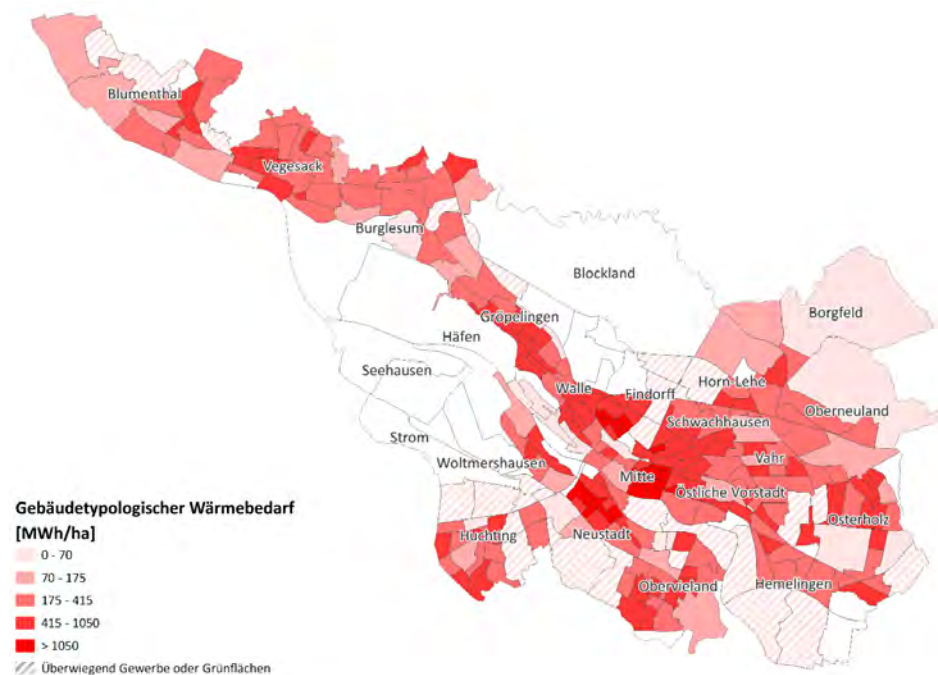 Blumenthal
Vegesack
Burglesum
Blockland
Borgfeld
Gröpelingen
Häfen
Seehausen
Walle
Findorff
Horn-Lehe
Oberneuland
Schwachhausen
Strom
Woltmershausen
Vahr
Mitte
Östliche Vorstadt
Osterholz
Huchting
Neustadt
Obervieland
Hemelingen
Gebäudetypologischer Wärmebedarf
[MWh/ha]
0 - 70
70 - 175
175 - 415
415 - 1050
> 1050
Überwiegend Gewerbe oder Grünflächen